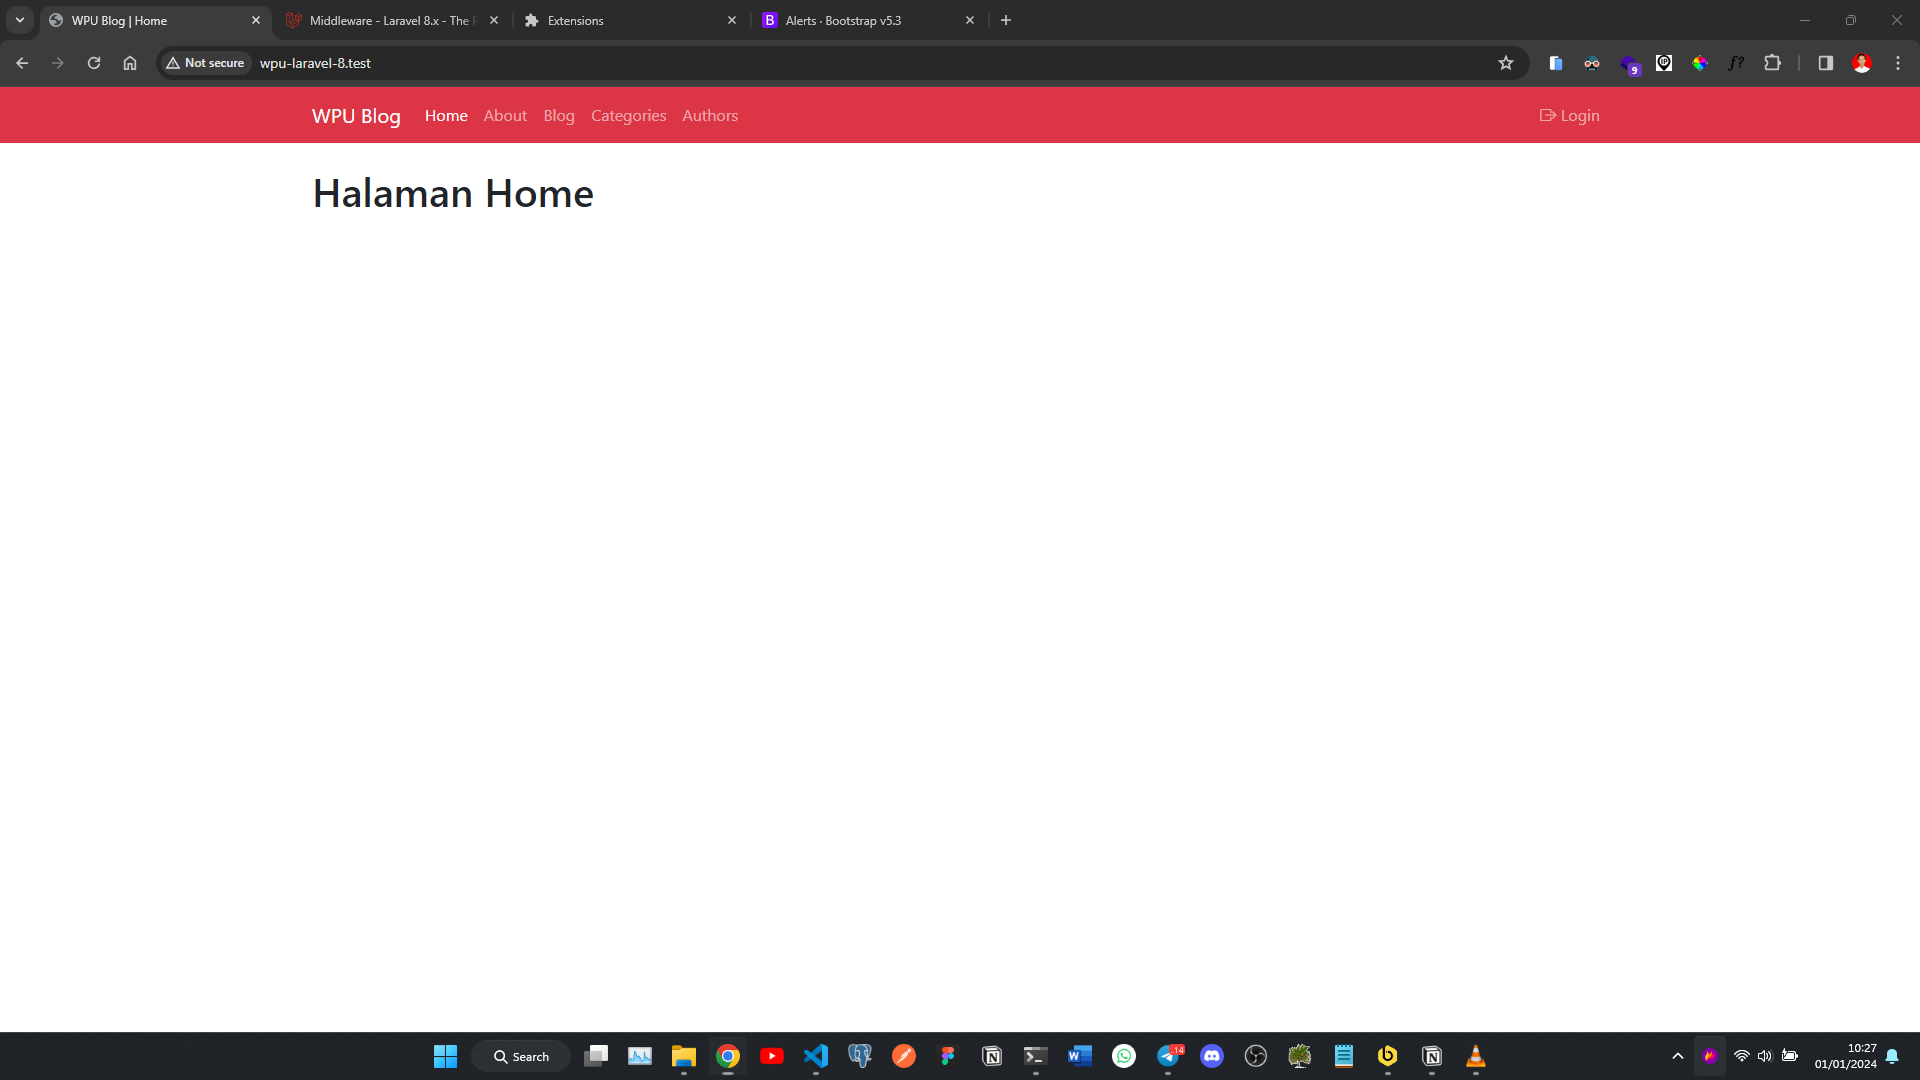 WPU Blog | Home
Middleware - Laravel 8.x - The
Extensions
Alerts · Bootstrap v5.3
Not secure
wpu-laravel-8.test
9
WPU Blog Home About Blog Categories Authors Login
Halaman Home
Search
14
10:27
01/01/2024